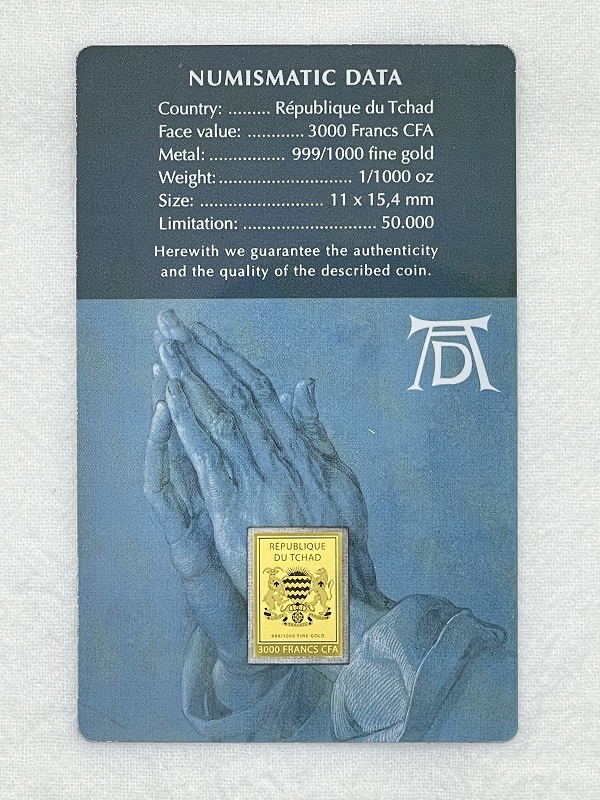 NUMISMATIC DATA
Country: ......... République du Tchad
Face value: ............ 3000 Francs CFA
Metal: ................ 999/1000 fine gold
Weight: ........................... 1/1000 oz
Size: ......................... 11 x 15,4 mm
Limitation: ........................... 50.000
Herewith we guarantee the authenticity
and the quality of the described coin.
AD
RÉPUBLIQUE
DU TCHAD
999/1000 FINE GOLD
3000 FRANCS CFA